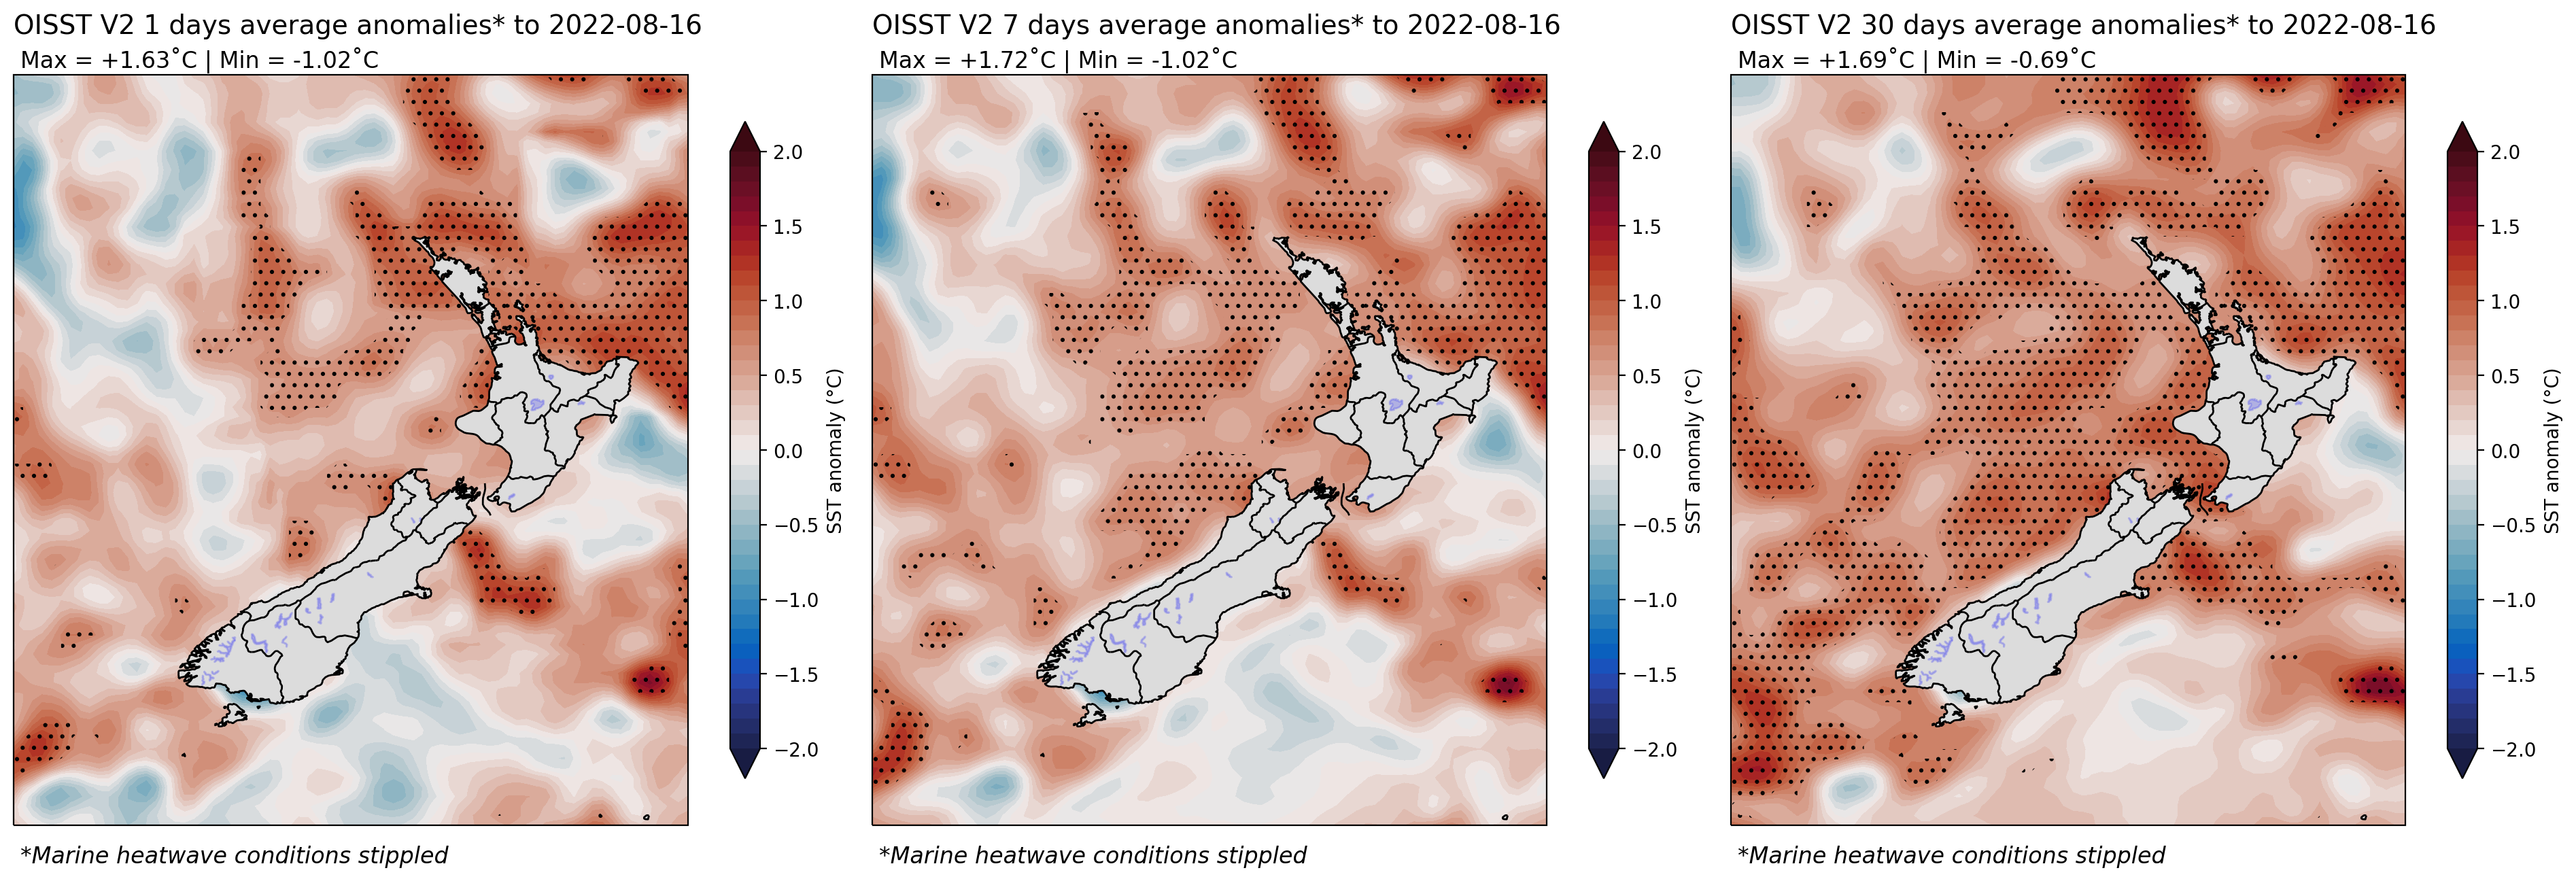 OISST V2 1 days average anomalies* to 2022-08-16
Max = +1.63˚C | Min = -1.02˚C
2.0
1.5
1.0
0.5
0.0
−0.5
−1.0
−1.5
−2.0
SST anomaly (°C)
*Marine heatwave conditions stippled
OISST V2 7 days average anomalies* to 2022-08-16
Max = +1.72˚C | Min = -1.02˚C
2.0
1.5
1.0
0.5
0.0
−0.5
−1.0
−1.5
−2.0
SST anomaly (°C)
*Marine heatwave conditions stippled
OISST V2 30 days average anomalies* to 2022-08-16
Max = +1.69˚C | Min = -0.69˚C
2.0
1.5
1.0
0.5
0.0
−0.5
−1.0
−1.5
−2.0
SST anomaly (°C)
*Marine heatwave conditions stippled